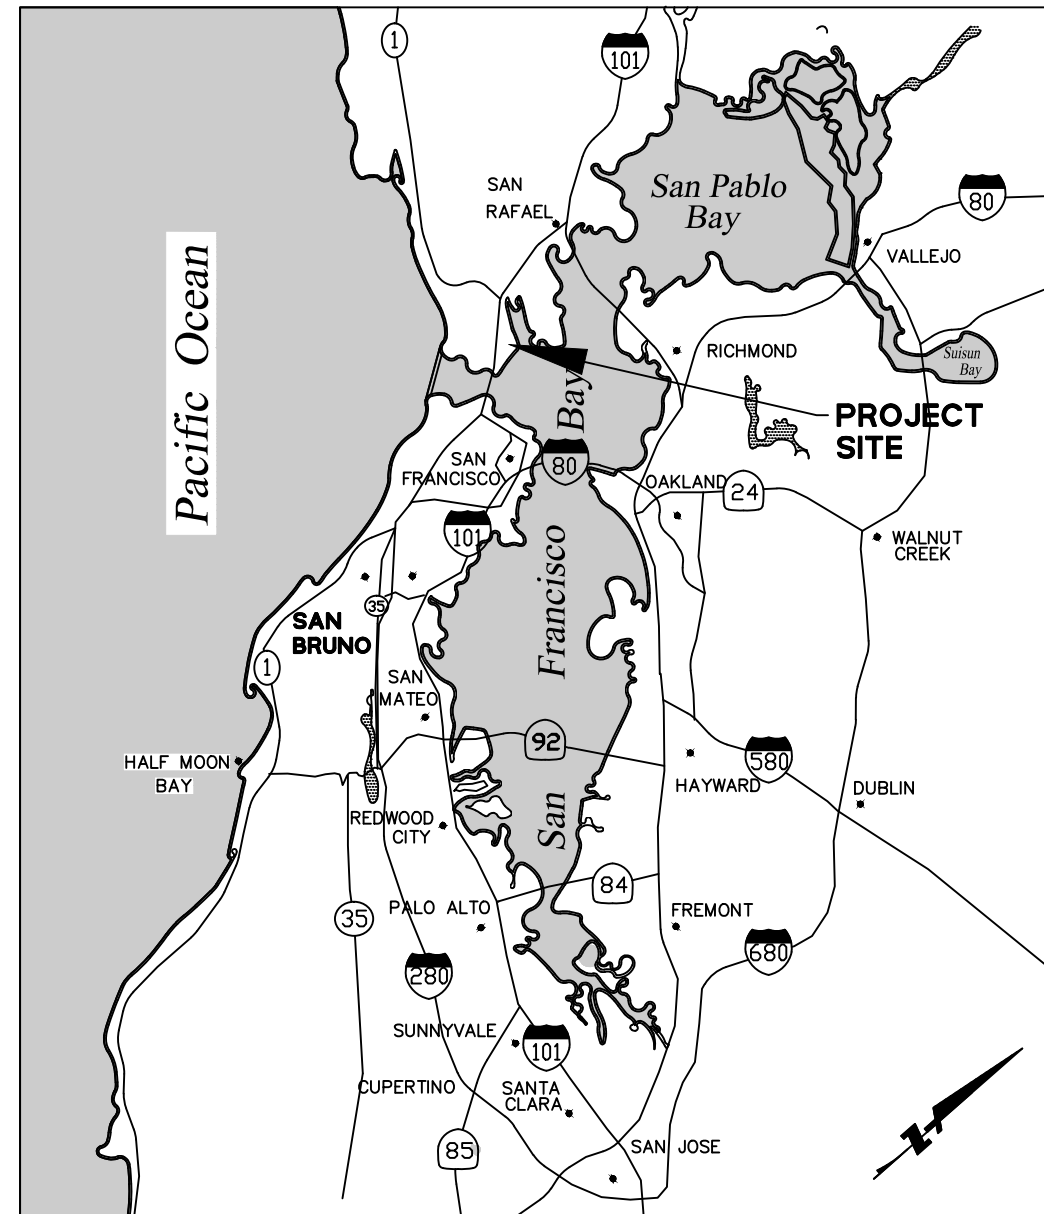 1
101
SAN
RAFAEL
San Pablo
Bay
80
VALLEJO
Pacific Ocean
RICHMOND
Suisun
Bay
PROJECT
SITE
San Francisco Bay
SAN
FRANCISCO
80
OAKLAND
24
101
WALNUT
CREEK
35
SAN
BRUNO
1
SAN
MATEO
92
HALF MOON
BAY
580
HAYWARD
DUBLIN
REDWOOD
CITY
84
35
PALO ALTO
FREMONT
680
280
SUNNYVALE
101
CUPERTINO
SANTA
CLARA
85
SAN JOSE
N